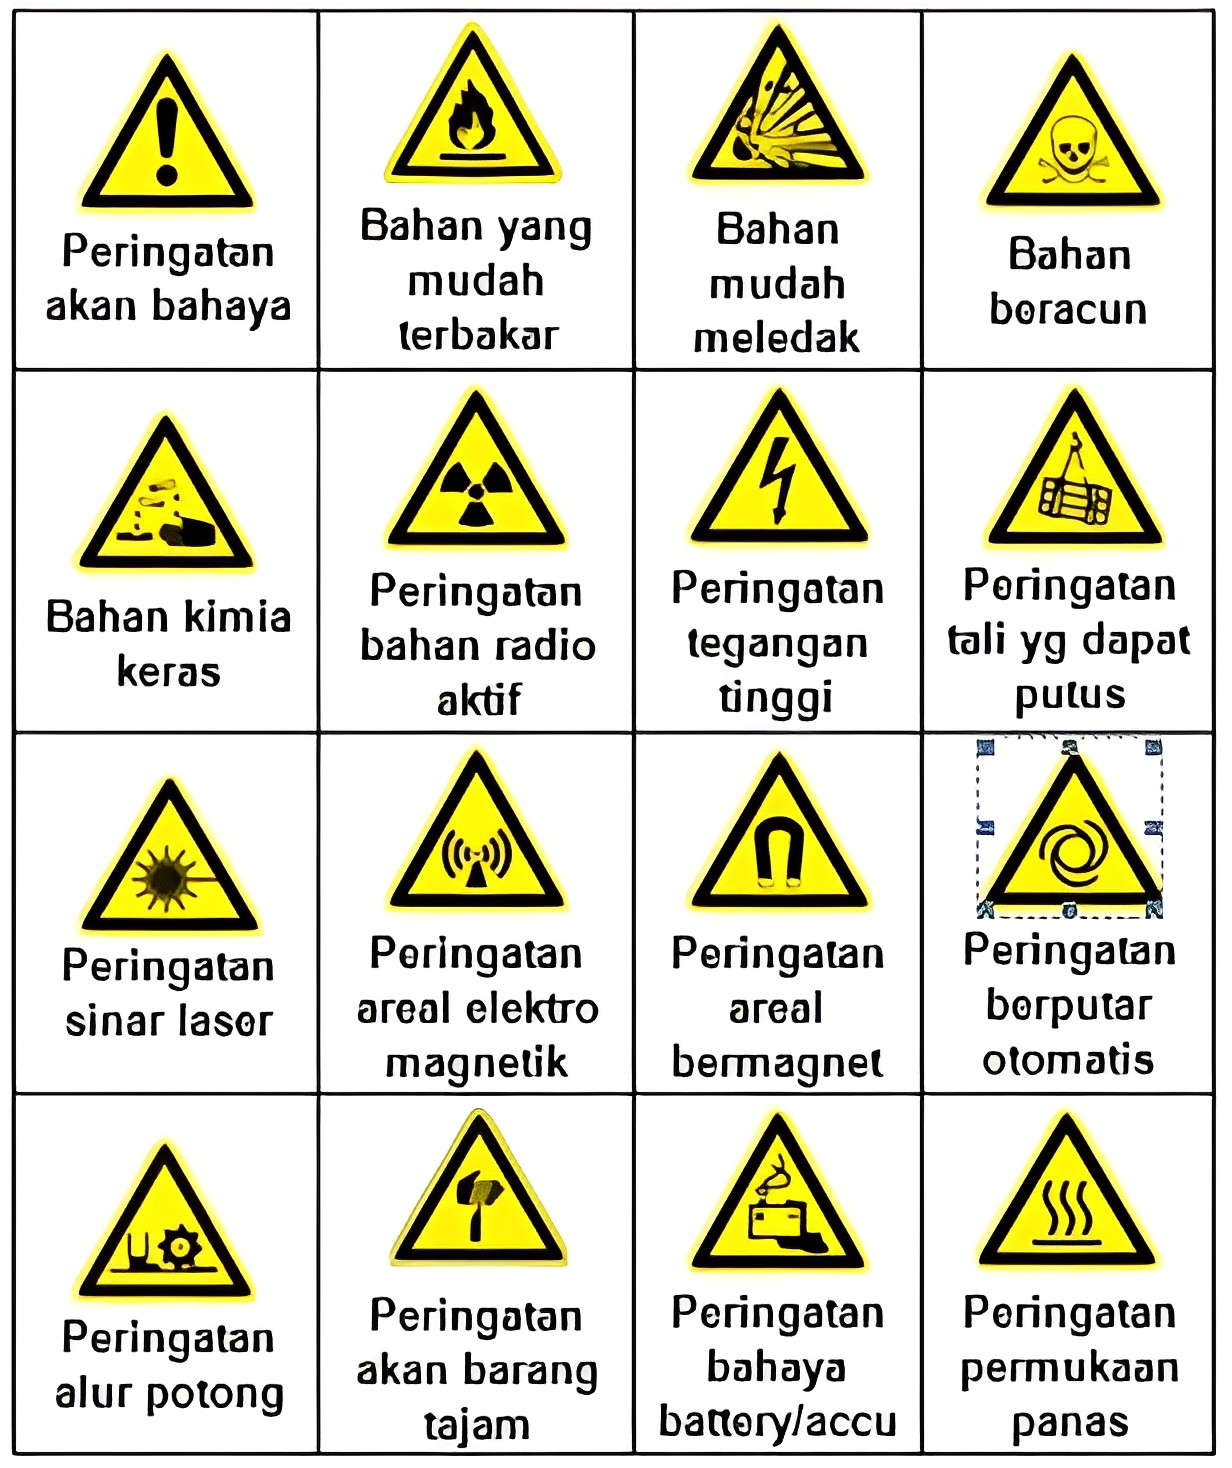 Peringatan
akan bahaya
Bahan yang
mudah
terbakar
Bahan
mudah
meledak
Bahan
beracun
Bahan kimia
keras
Peringatan
bahan radio
aktif
Peringatan
tegangan
tinggi
Peringatan
tali yg dapat
putus
Peringatan
sinar laser
Peringatan
areal elektro
magnetik
Peringatan
areal
bermagnet
Peringatan
berputar
otomatis
Peringatan
alur potong
Peringatan
akan barang
tajam
Peringatan
bahaya
battery/accu
Peringatan
permukaan
panas